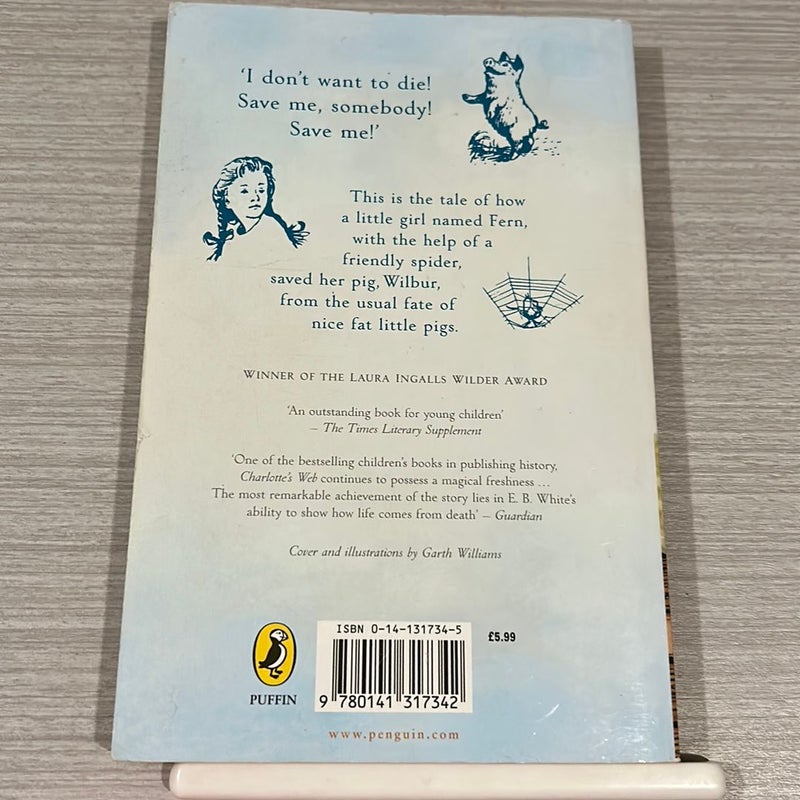 ‘I don’t want to die!
Save me, somebody!
Save me!’
This is the tale of how
a little girl named Fern,
with the help of a
friendly spider,
saved her pig, Wilbur,
from the usual fate of
nice fat little pigs.
WINNER OF THE LAURA INGALLS WILDER AWARD
‘An outstanding book for young children’
– The Times Literary Supplement
‘One of the bestselling children’s books in publishing history,
Charlotte’s Web continues to possess a magical freshness ...
The most remarkable achievement of the story lies in E. B. White’s
ability to show how life comes from death’ – Guardian
Cover and illustrations by Garth Williams
ISBN 0-14-131734-5
£5.99
9 780141 317342
PUFFIN
www.penguin.com